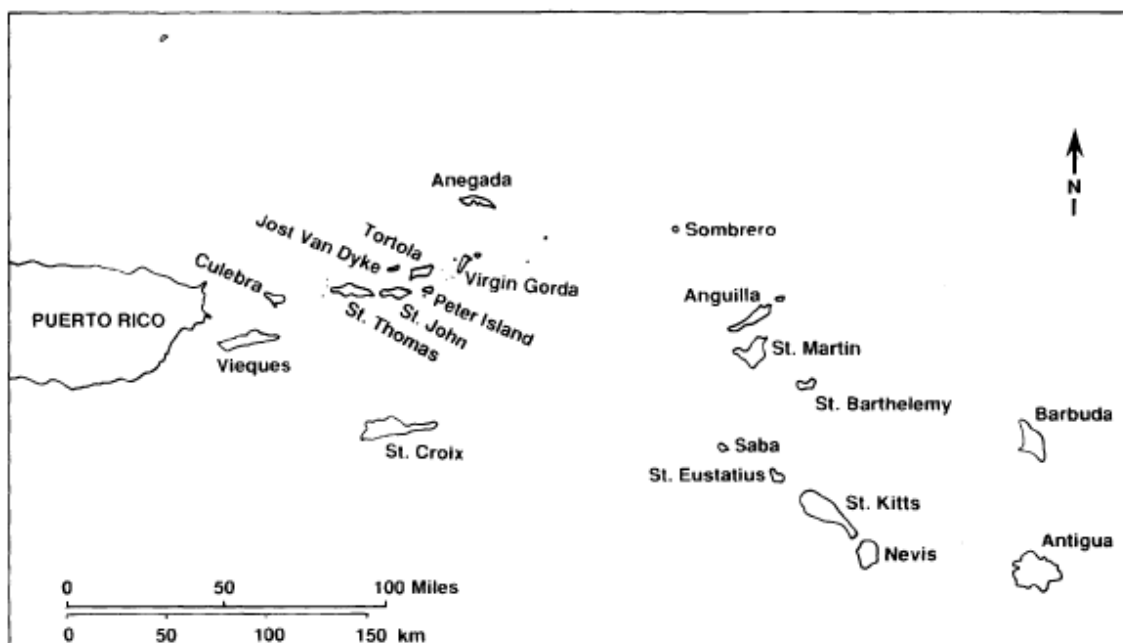 Anegada
N
Sombrero
Jost Van Dyke
Tortola
Culebra
Virgin Gorda
Anguilla
PUERTO RICO
Peter Island
St. John
St. Thomas
Vieques
St. Martin
St. Barthelemy
Barbuda
St. Croix
Saba
St. Eustatius
St. Kitts
Nevis
Antigua
0 50 100 Miles
0 50 100 150 km